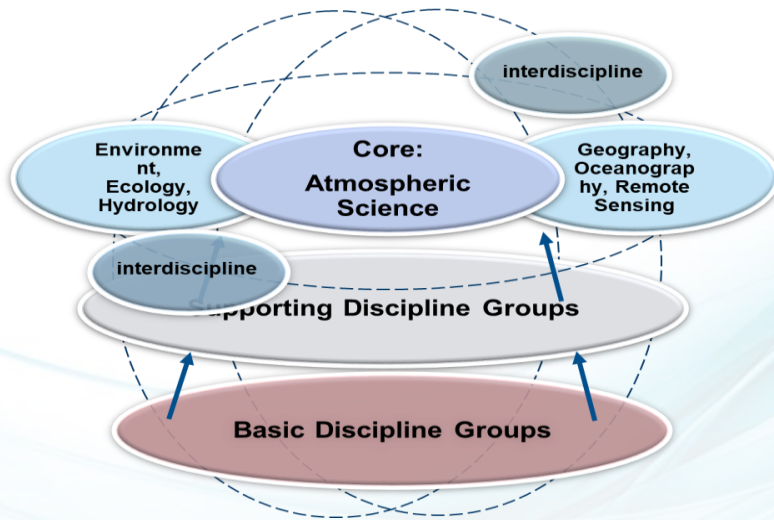 interdiscipline
Environme
nt,
Ecology,
Hydrology
Core:
Atmospheric
Science
Geography,
Oceanograp
hy, Remote
Sensing
interdiscipline
Supporting Discipline Groups
Basic Discipline Groups